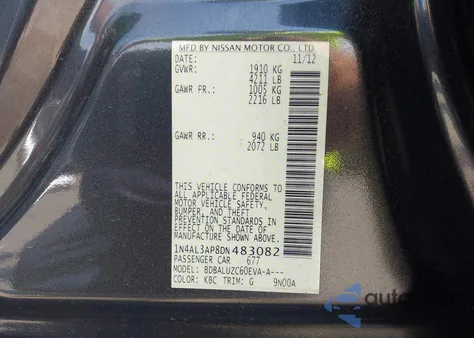 MFD BY NISSAN MOTOR CO., LTD
DATE: 11/12
GVWR: 1910 KG
4211 LB
GAWR FR.: 1005 KG
2216 LB
GAWR RR.: 940 KG
2072 LB
THIS VEHICLE CONFORMS TO
ALL APPLICABLE FEDERAL
MOTOR VEHICLE SAFETY,
BUMPER, AND THEFT
PREVENTION STANDARDS IN
EFFECT ON THE DATE OF
MANUFACTURE SHOWN ABOVE.
1N4AL3AP8DN483082
PASSENGER CAR 677
MODEL: BDBALUZC60EVA-A---
COLOR: KBC TRIM: G 9N00A